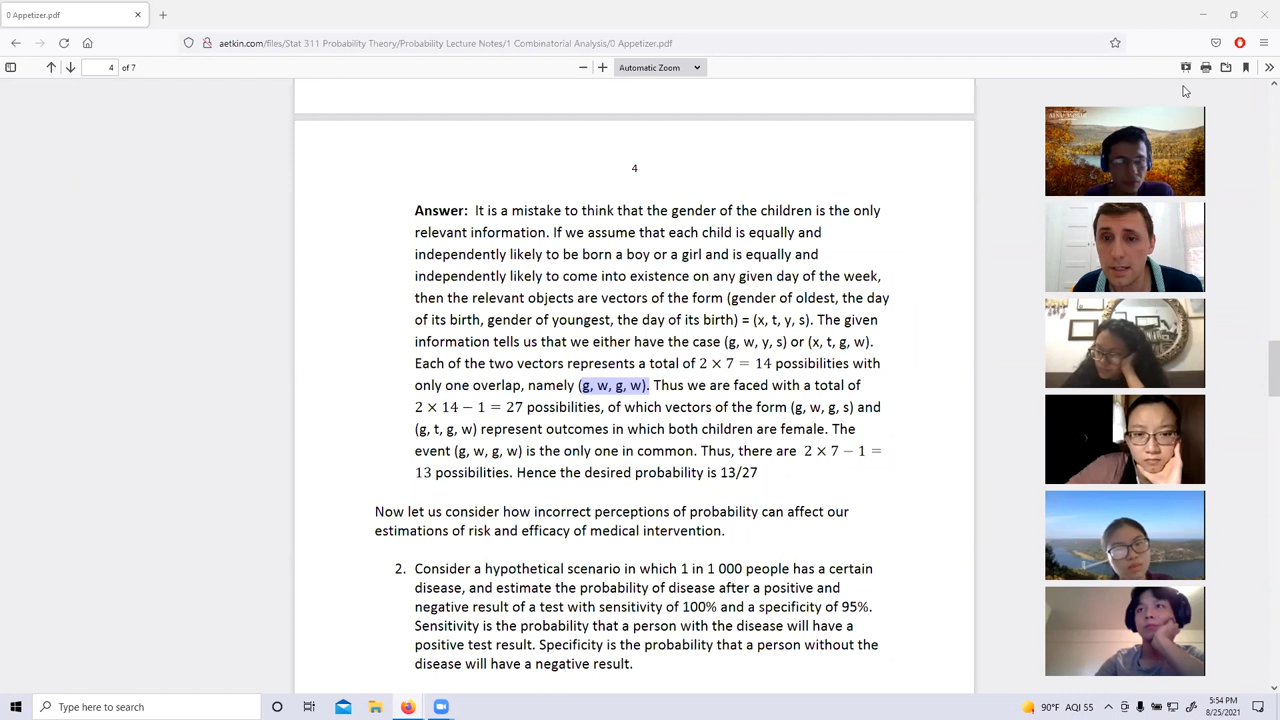 0 Appetizer.pdf
aetkin.com/files/Stat 311 Probability Theory/Probability Lecture Notes/1 Combinatorial Analysis/0 Appetizer.pdf
4 of 7
Automatic Zoom
4
Answer: It is a mistake to think that the gender of the children is the only
relevant information. If we assume that each child is equally and
independently likely to be born a boy or a girl and is equally and
independently likely to come into existence on any given day of the week,
then the relevant objects are vectors of the form (gender of oldest, the day
of its birth, gender of youngest, the day of its birth) = (x, t, y, s). The given
information tells us that we either have the case (g, w, y, s) or (x, t, g, w).
Each of the two vectors represents a total of 2 × 7 = 14 possibilities with
only one overlap, namely (g, w, g, w). Thus we are faced with a total of
2 × 14 − 1 = 27 possibilities, of which vectors of the form (g, w, g, s) and
(g, t, g, w) represent outcomes in which both children are female. The
event (g, w, g, w) is the only one in common. Thus, there are 2 × 7 − 1 =
13 possibilities. Hence the desired probability is 13/27
Now let us consider how incorrect perceptions of probability can affect our
estimations of risk and efficacy of medical intervention.
2. Consider a hypothetical scenario in which 1 in 1 000 people has a certain
disease, and estimate the probability of disease after a positive and
negative result of a test with sensitivity of 100% and a specificity of 95%.
Sensitivity is the probability that a person with the disease will have a
positive test result. Specificity is the probability that a person without the
disease will have a negative result.
Type here to search
90°F AQI 55
5:54 PM
8/25/2021